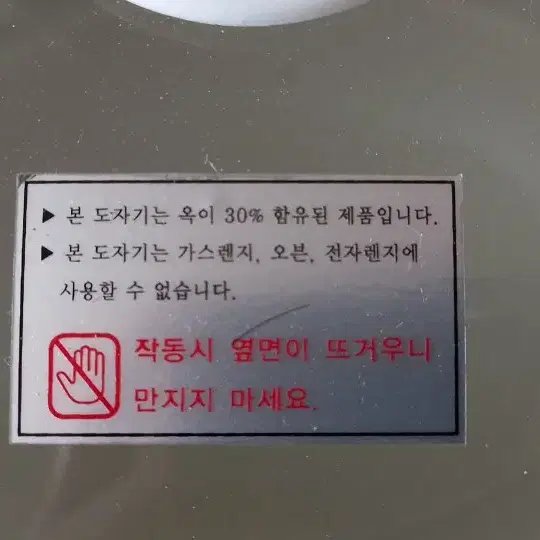 ▶ 본 도자기는 옥이 30% 함유된 제품입니다.
▶ 본 도자기는 가스렌지, 오븐, 전자렌지에
사용할 수 없습니다.
작동시 옆면이 뜨거우니
만지지 마세요.